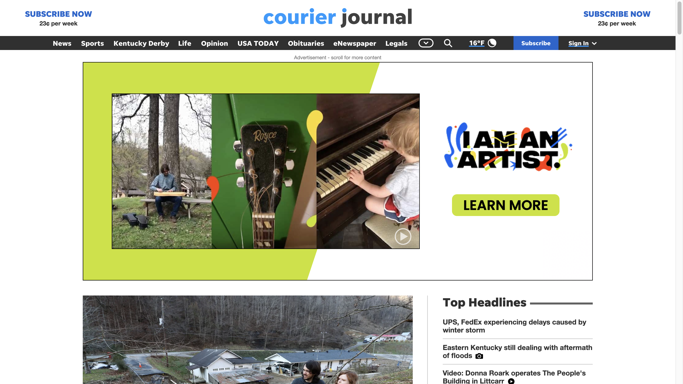 SUBSCRIBE NOW
23¢ per week
courier journal
SUBSCRIBE NOW
23¢ per week
News Sports Kentucky Derby Life Opinion USA TODAY Obituaries eNewspaper Legals 16°F Subscribe Sign In
Advertisement - scroll for more content
Royce
I AM AN
ARTIST.
LEARN MORE
Top Headlines
UPS, FedEx experiencing delays caused by
winter storm
Eastern Kentucky still dealing with aftermath
of floods
Video: Donna Roark operates The People's
Building in Littcarr